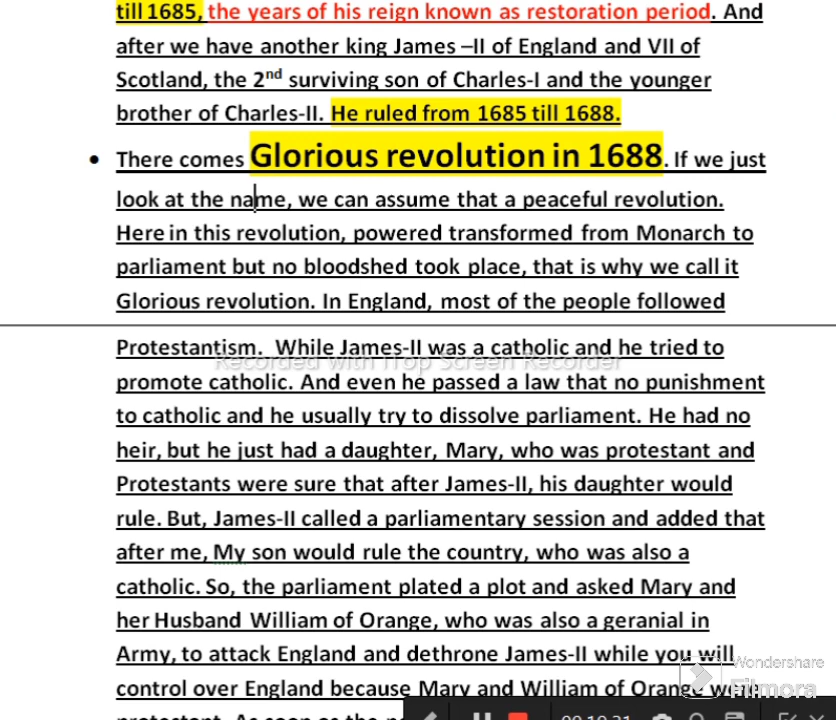 till 1685, the years of his reign known as restoration period. And
after we have another king James –II of England and VII of
Scotland, the 2nd surviving son of Charles-I and the younger
brother of Charles-II. He ruled from 1685 till 1688.
• There comes Glorious revolution in 1688. If we just
look at the name, we can assume that a peaceful revolution.
Here in this revolution, powered transformed from Monarch to
parliament but no bloodshed took place, that is why we call it
Glorious revolution. In England, most of the people followed
Protestantism. While James-II was a catholic and he tried to
Recorded with iTop Screen Recorder
promote catholic. And even he passed a law that no punishment
to catholic and he usually try to dissolve parliament. He had no
heir, but he just had a daughter, Mary, who was protestant and
Protestants were sure that after James-II, his daughter would
rule. But, James-II called a parliamentary session and added that
after me, My son would rule the country, who was also a
catholic. So, the parliament plated a plot and asked Mary and
her Husband William of Orange, who was also a geranial in
Army, to attack England and dethrone James-II while you will
Wondershare
Filmora
control over England because Mary and William of Orange were
protestant. As soon as the
00:10:31